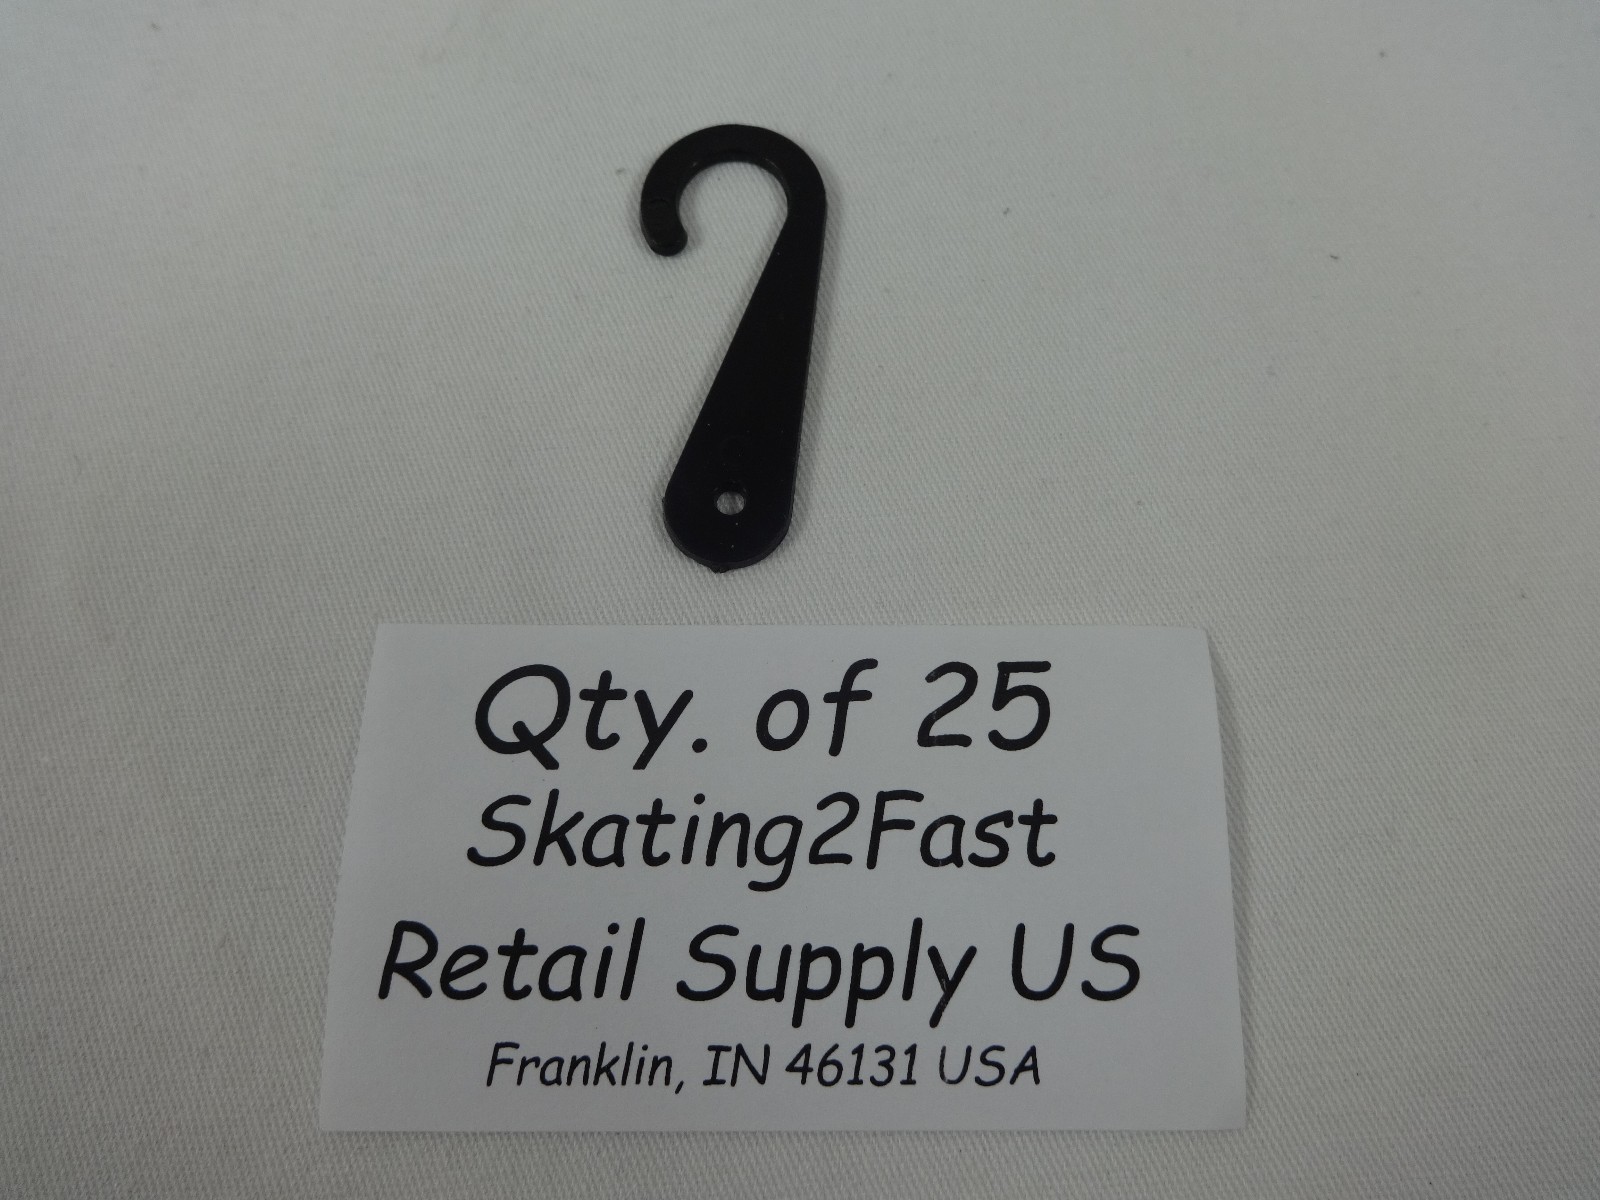 Qty. of 25
Skating2Fast
Retail Supply US
Franklin, IN 46131 USA